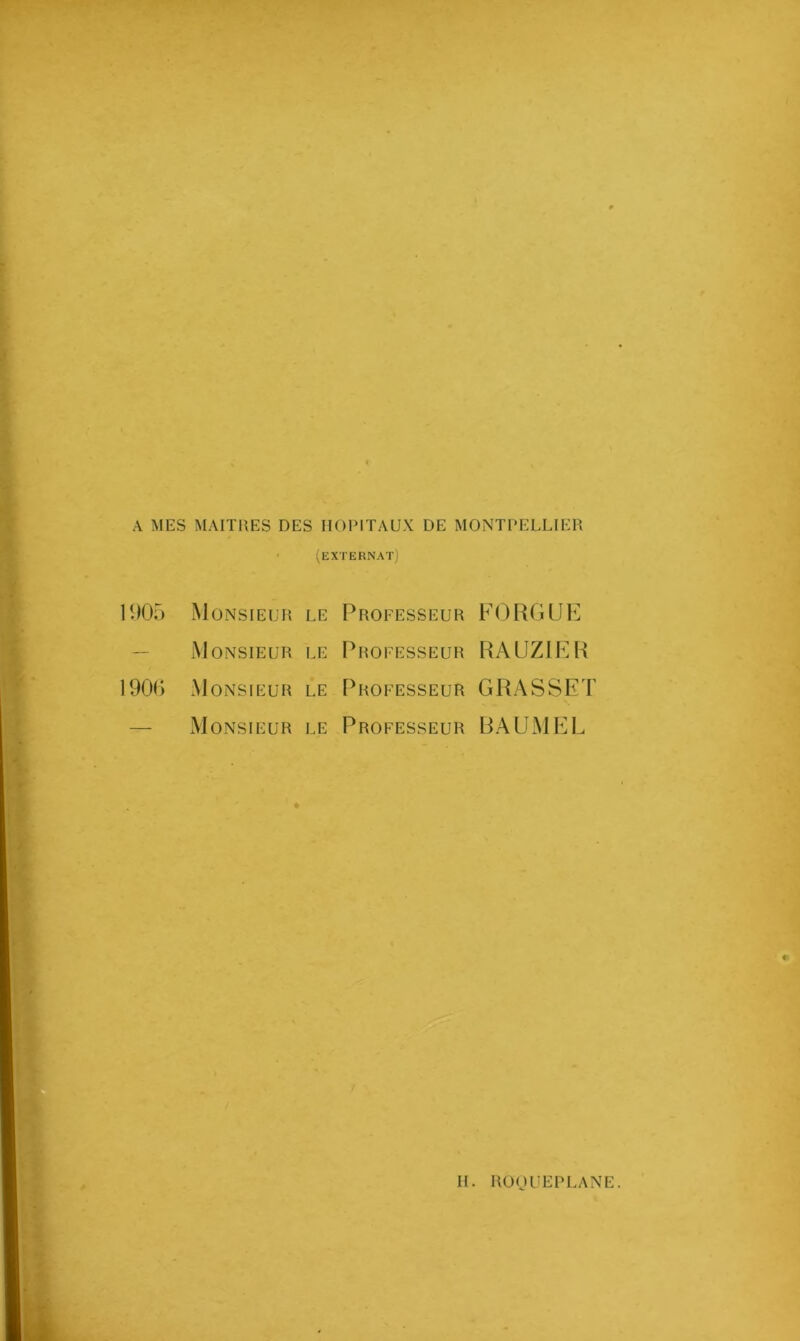 A MES MAITRES DES HOPITAUX DE MONTPELLIER
(EXTERNAT)
1905 MONSIEUR LE PROFESSEUR FORGUE
— MONSIEUR LE PROFESSEUR RAUZIER
1906 MONSIEUR LE PROFESSEUR GRASSET
— MONSIEUR LE PROFESSEUR BAUMEL
H. ROQUEPLANE.